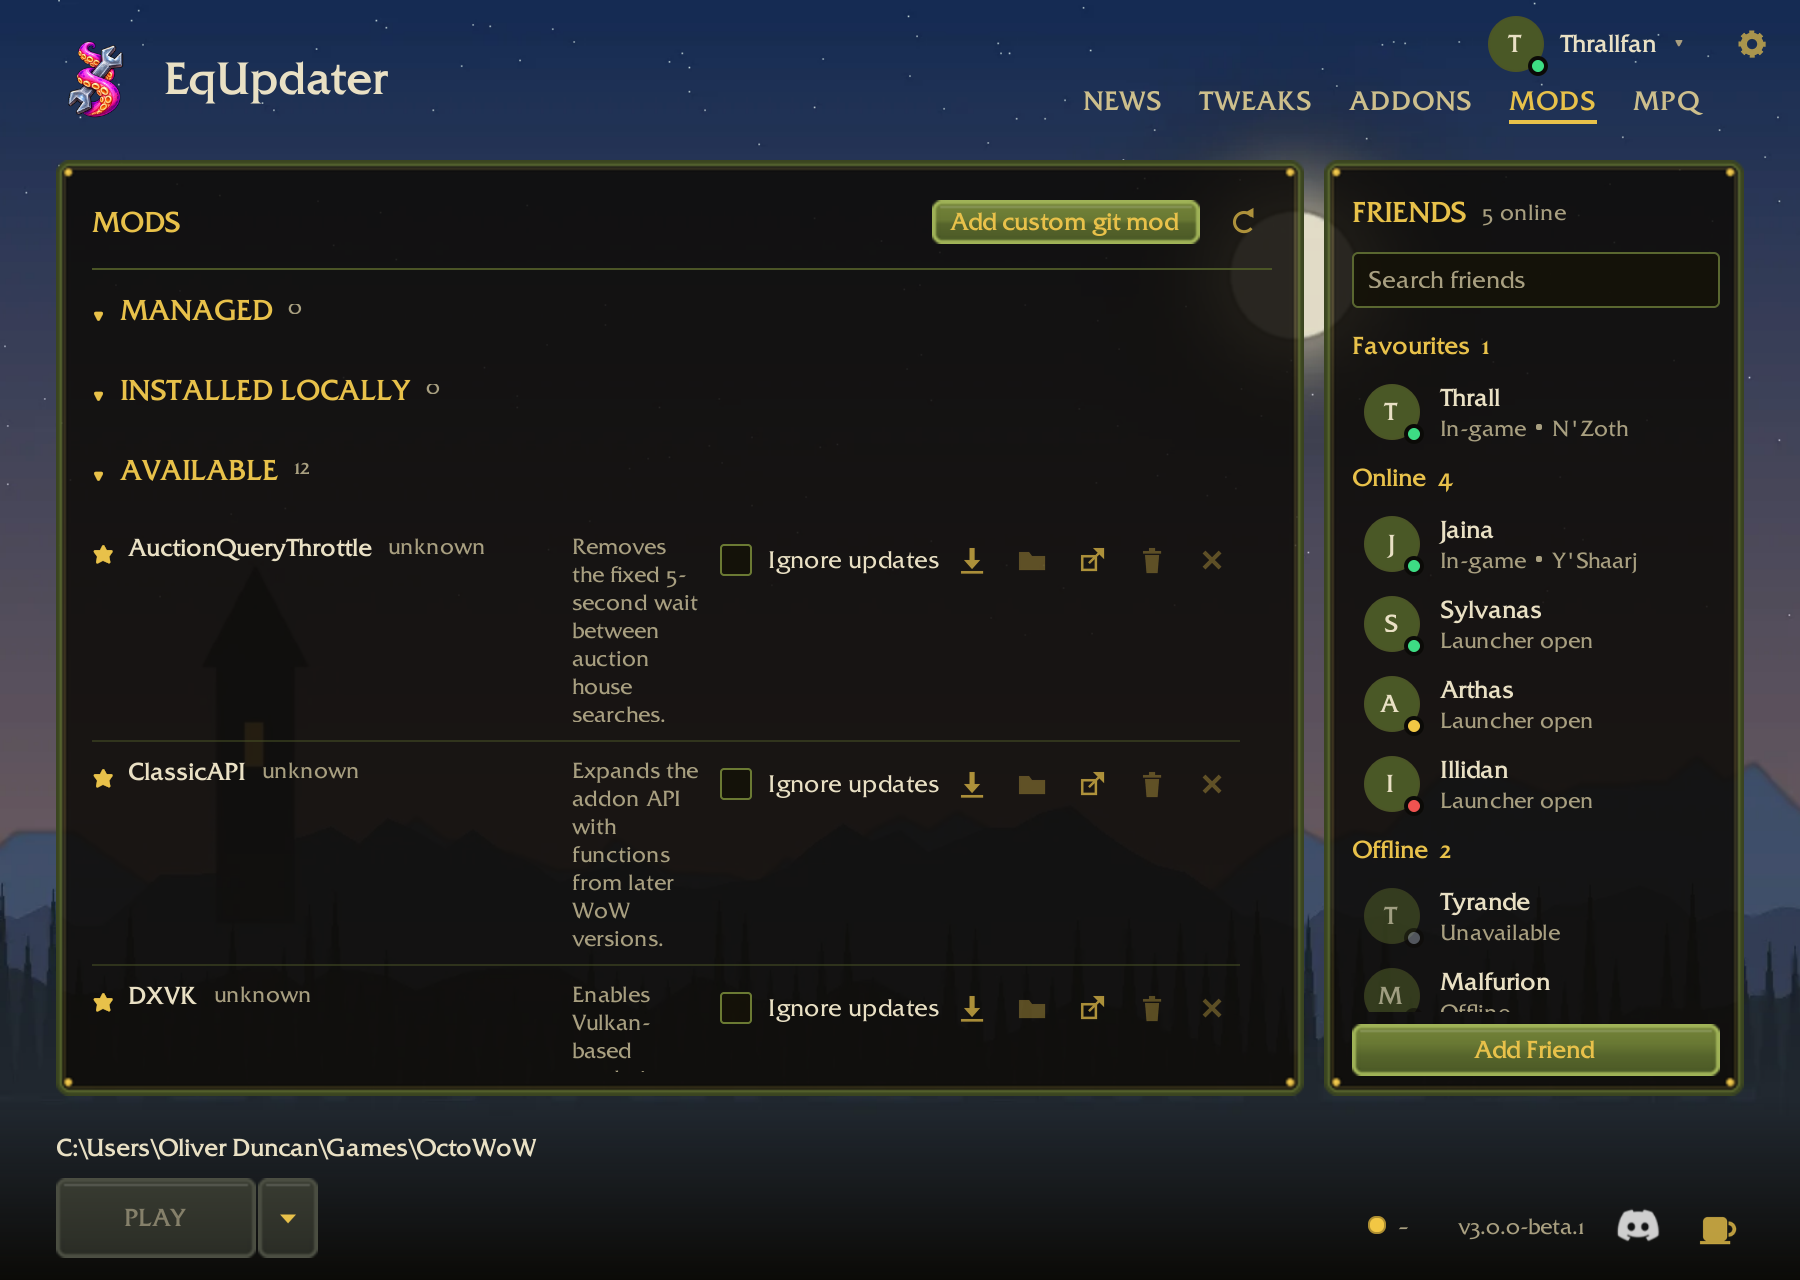 EqUpdater
T Thrallfan
NEWS TWEAKS ADDONS MODS MPQ
MODS
Add custom git mod
MANAGED 0
INSTALLED LOCALLY 0
AVAILABLE 12
AuctionQueryThrottle unknown
Removes
the fixed 5-
second wait
between
auction
house
searches.
Ignore updates
ClassicAPI unknown
Expands the
addon API
with
functions
from later
WoW
versions.
Ignore updates
DXVK unknown
Enables
Vulkan-
based
Ignore updates
FRIENDS 5 online
Search friends
Favourites 1
T
Thrall
In-game • N'Zoth
Online 4
J
Jaina
In-game • Y'Shaarj
S
Sylvanas
Launcher open
A
Arthas
Launcher open
I
Illidan
Launcher open
Offline 2
T
Tyrande
Unavailable
M
Malfurion
Offline
Add Friend
C:\Users\Oliver Duncan\Games\OctoWoW
PLAY
-
v3.0.0-beta.1